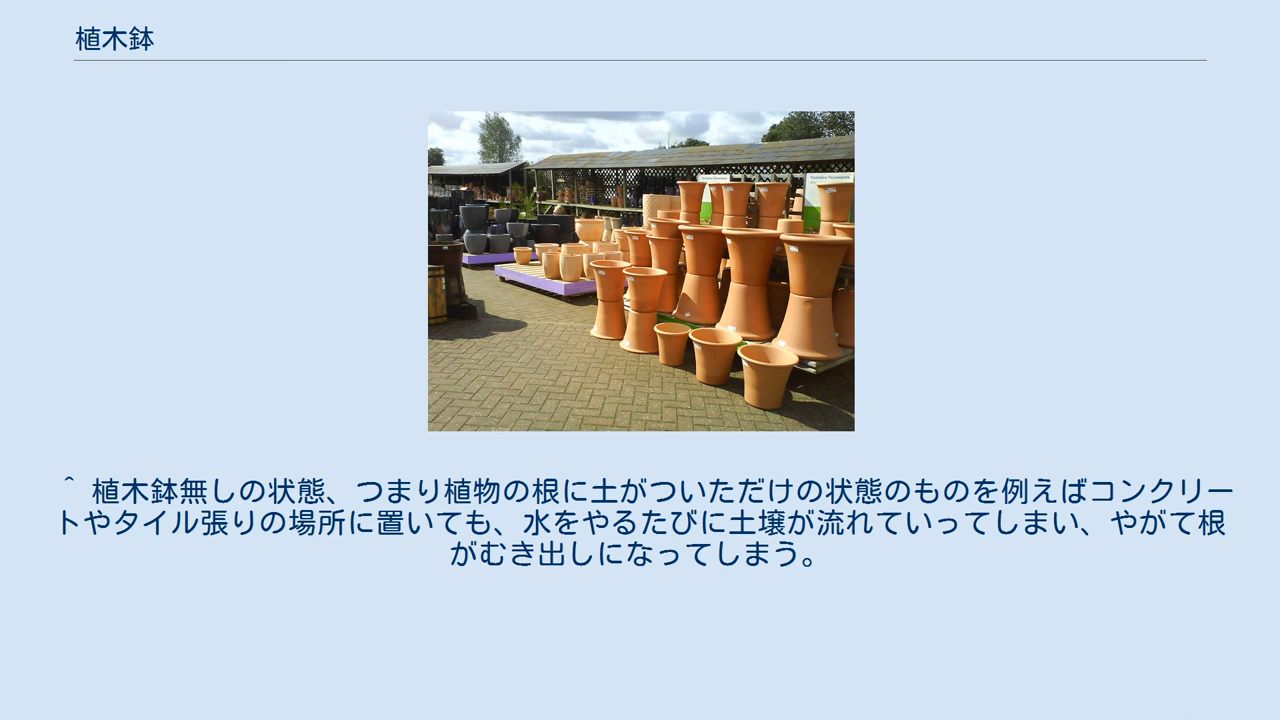 植木鉢
^ 植木鉢無しの状態、つまり植物の根に土がついただけの状態のものを例えばコンクリー
トやタイル張りの場所に置いても、水をやるたびに土壌が流れていってしまい、やがて根
がむき出しになってしまう。